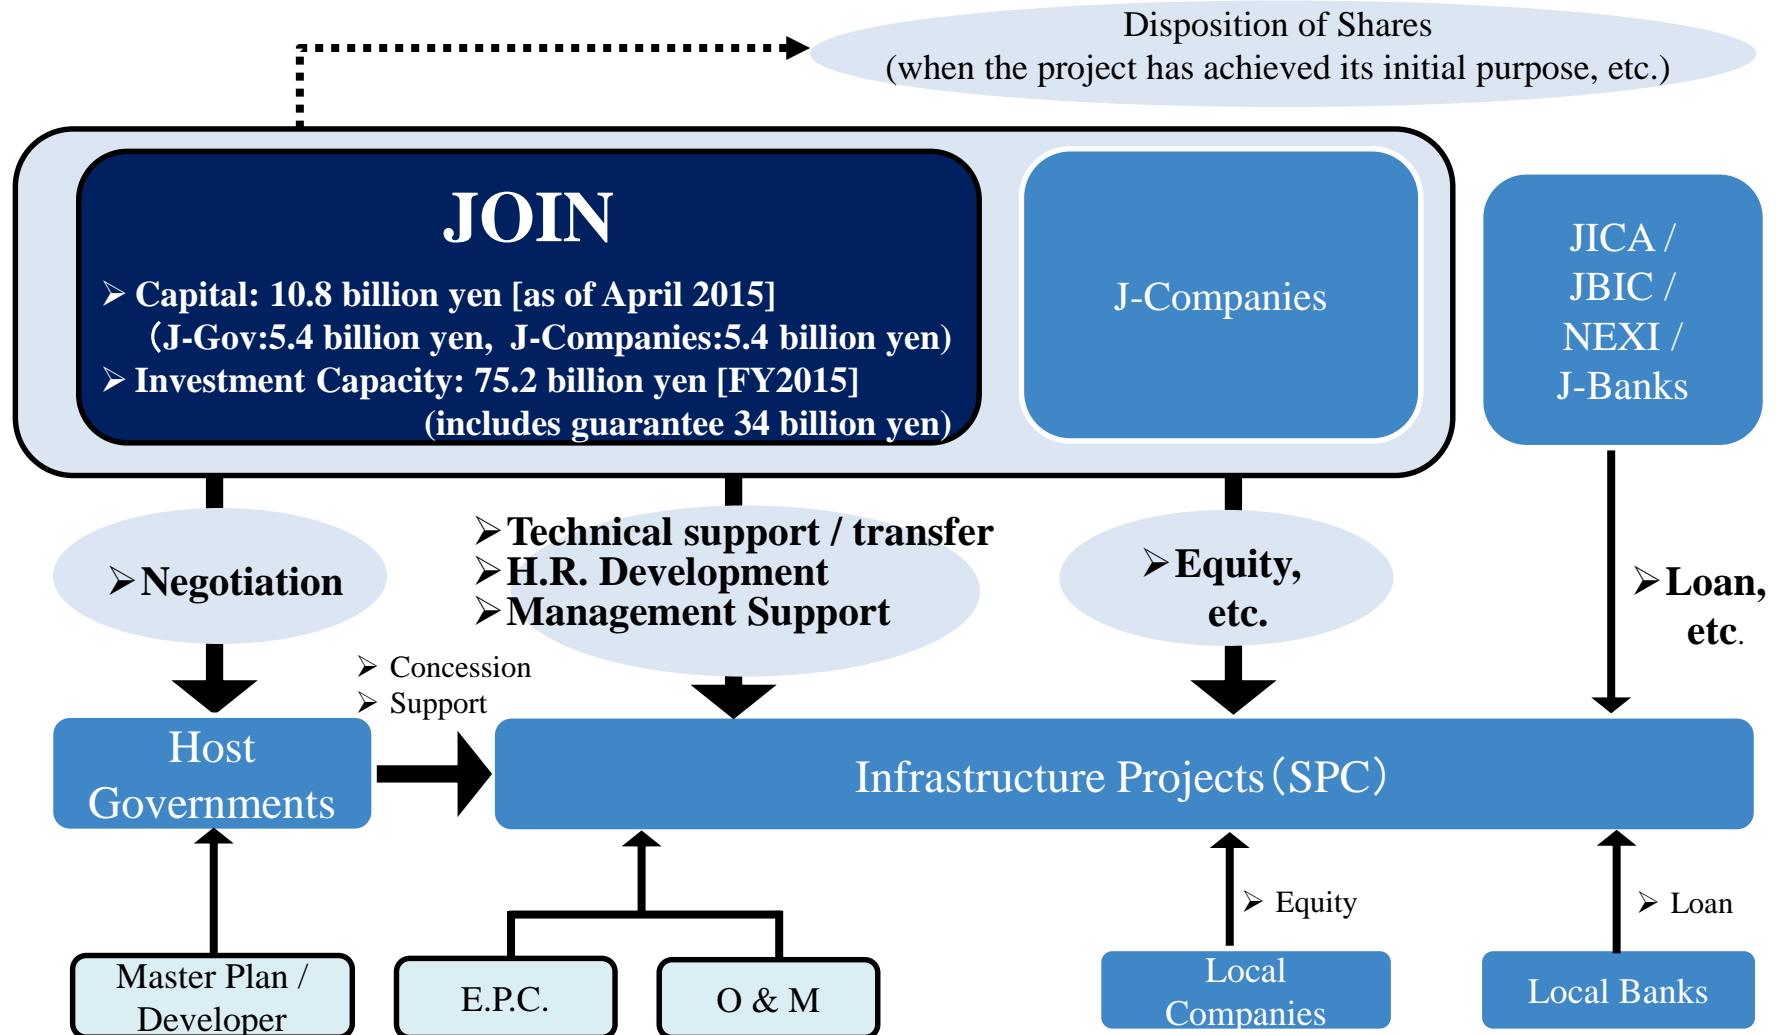 Disposition of Shares
(when the project has achieved its initial purpose, etc.)
JOIN
➢ Capital: 10.8 billion yen [as of April 2015]
（J-Gov:5.4 billion yen, J-Companies:5.4 billion yen)
➢ Investment Capacity: 75.2 billion yen [FY2015]
(includes guarantee 34 billion yen)
J-Companies
JICA /
JBIC /
NEXI /
J-Banks
➢Negotiation
➢Technical support / transfer
➢H.R. Development
➢Management Support
➢Equity,
etc.
➢Loan,
etc.
➢ Concession
➢ Support
Host
Governments
Infrastructure Projects（SPC）
➢ Equity
➢ Loan
Master Plan /
Developer
E.P.C.
O & M
Local
Companies
Local Banks